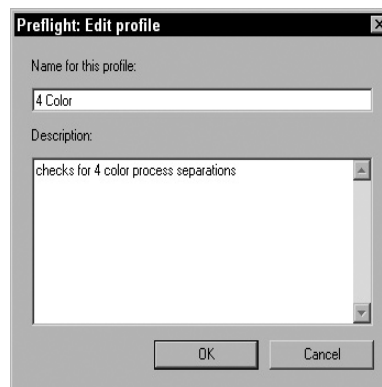 Preflight: Edit profile
Name for this profile:
4 Color
Description:
checks for 4 color process separations
OK
Cancel